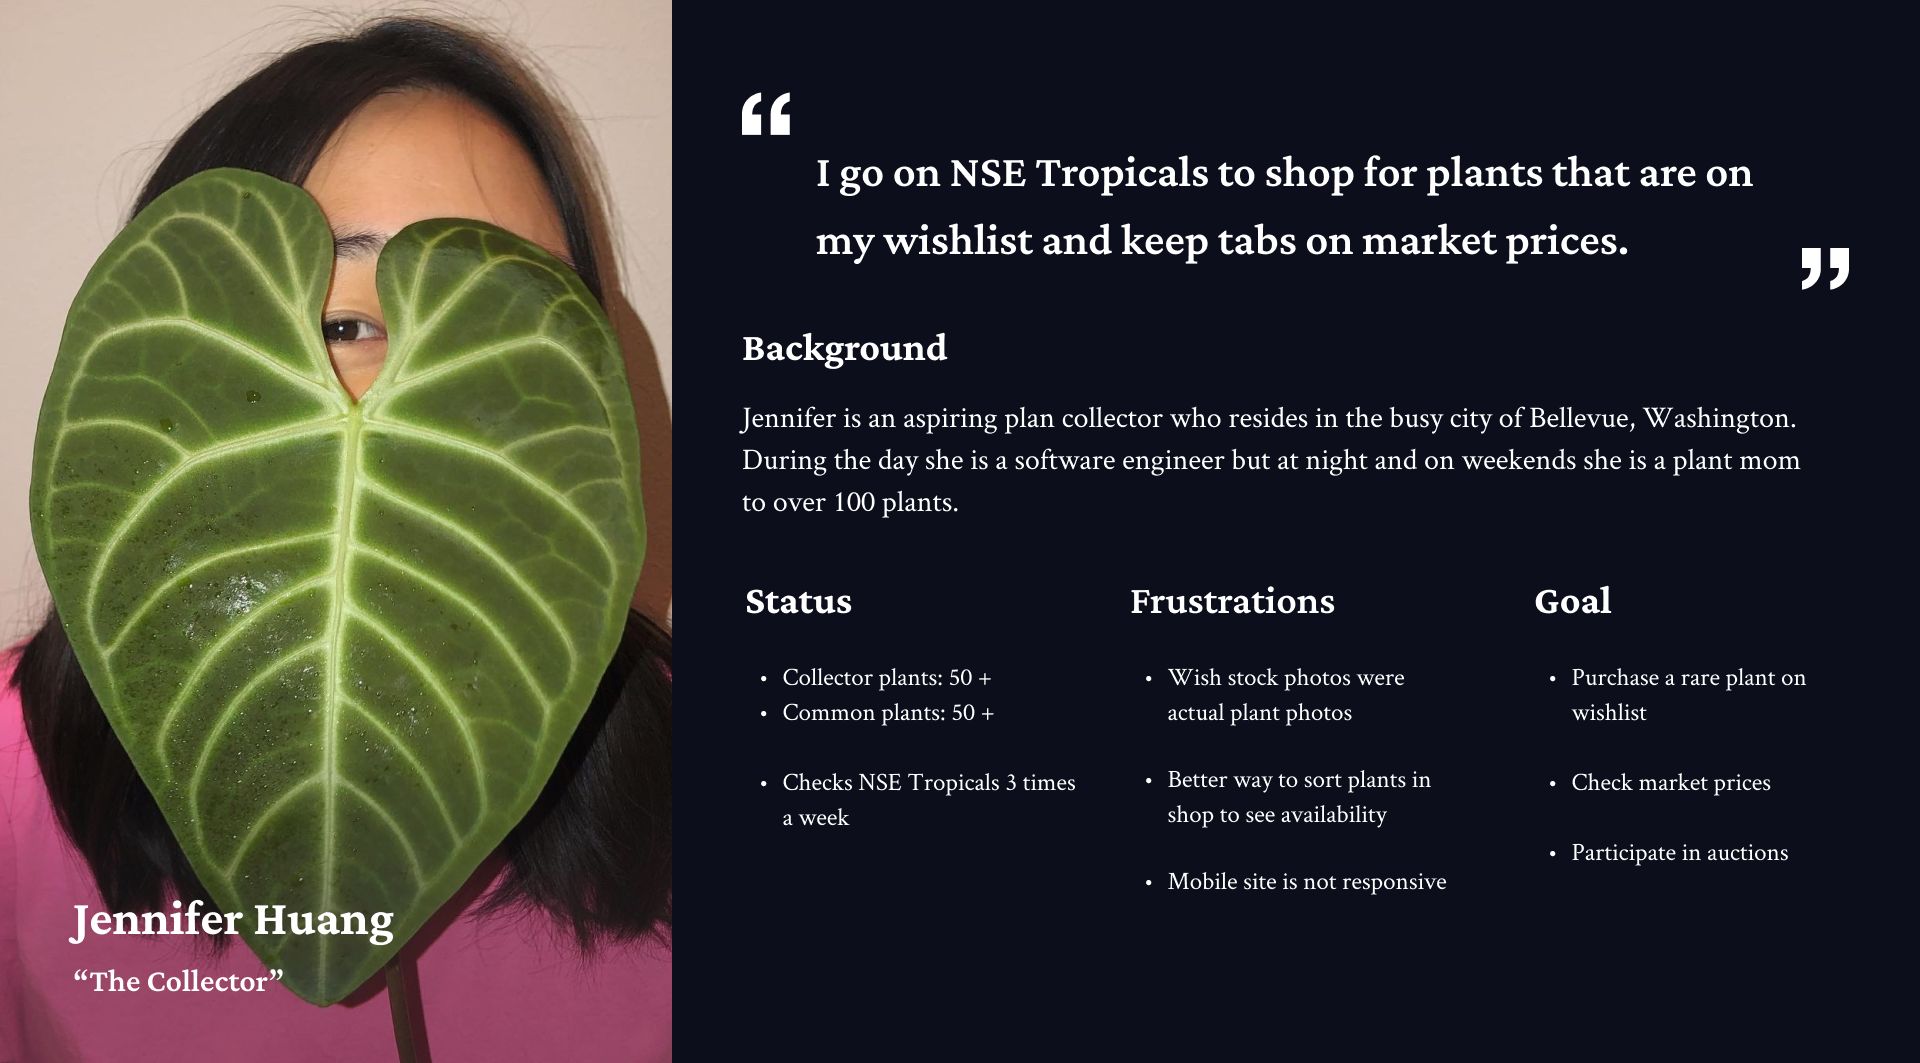 “
I go on NSE Tropicals to shop for plants that are on
my wishlist and keep tabs on market prices.
”
Background
Jennifer is an aspiring plan collector who resides in the busy city of Bellevue, Washington.
During the day she is a software engineer but at night and on weekends she is a plant mom
to over 100 plants.
Status
• Collector plants: 50 +
• Common plants: 50 +
• Checks NSE Tropicals 3 times
a week
Frustrations
• Wish stock photos were
actual plant photos
• Better way to sort plants in
shop to see availability
• Mobile site is not responsive
Goal
• Purchase a rare plant on
wishlist
• Check market prices
• Participate in auctions
Jennifer Huang
“The Collector”